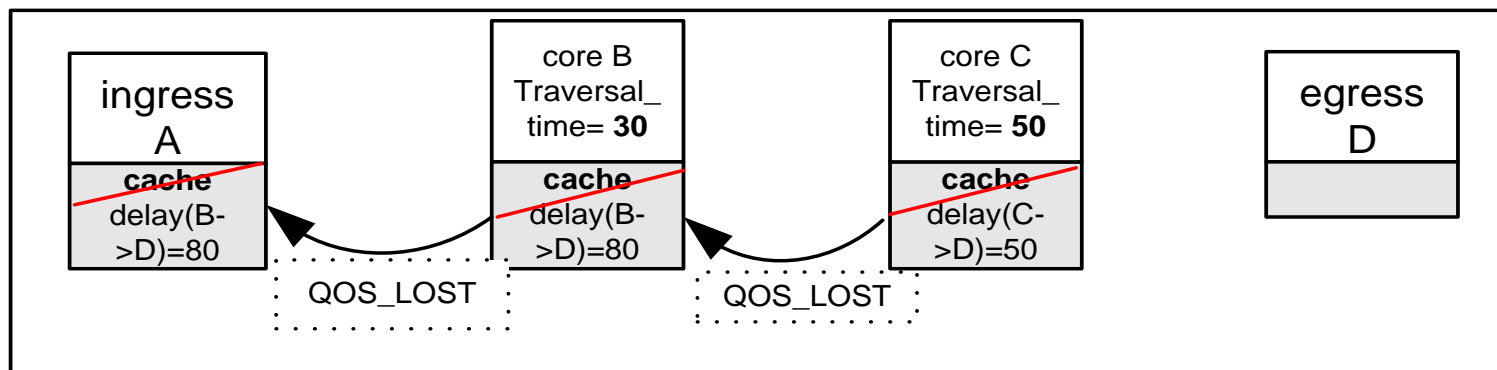 ingress
A
cache
delay(B-
>D)=80
core B
Traversal_
time= 30
cache
delay(B-
>D)=80
core C
Traversal_
time= 50
cache
delay(C-
>D)=50
egress
D
QOS_LOST
QOS_LOST